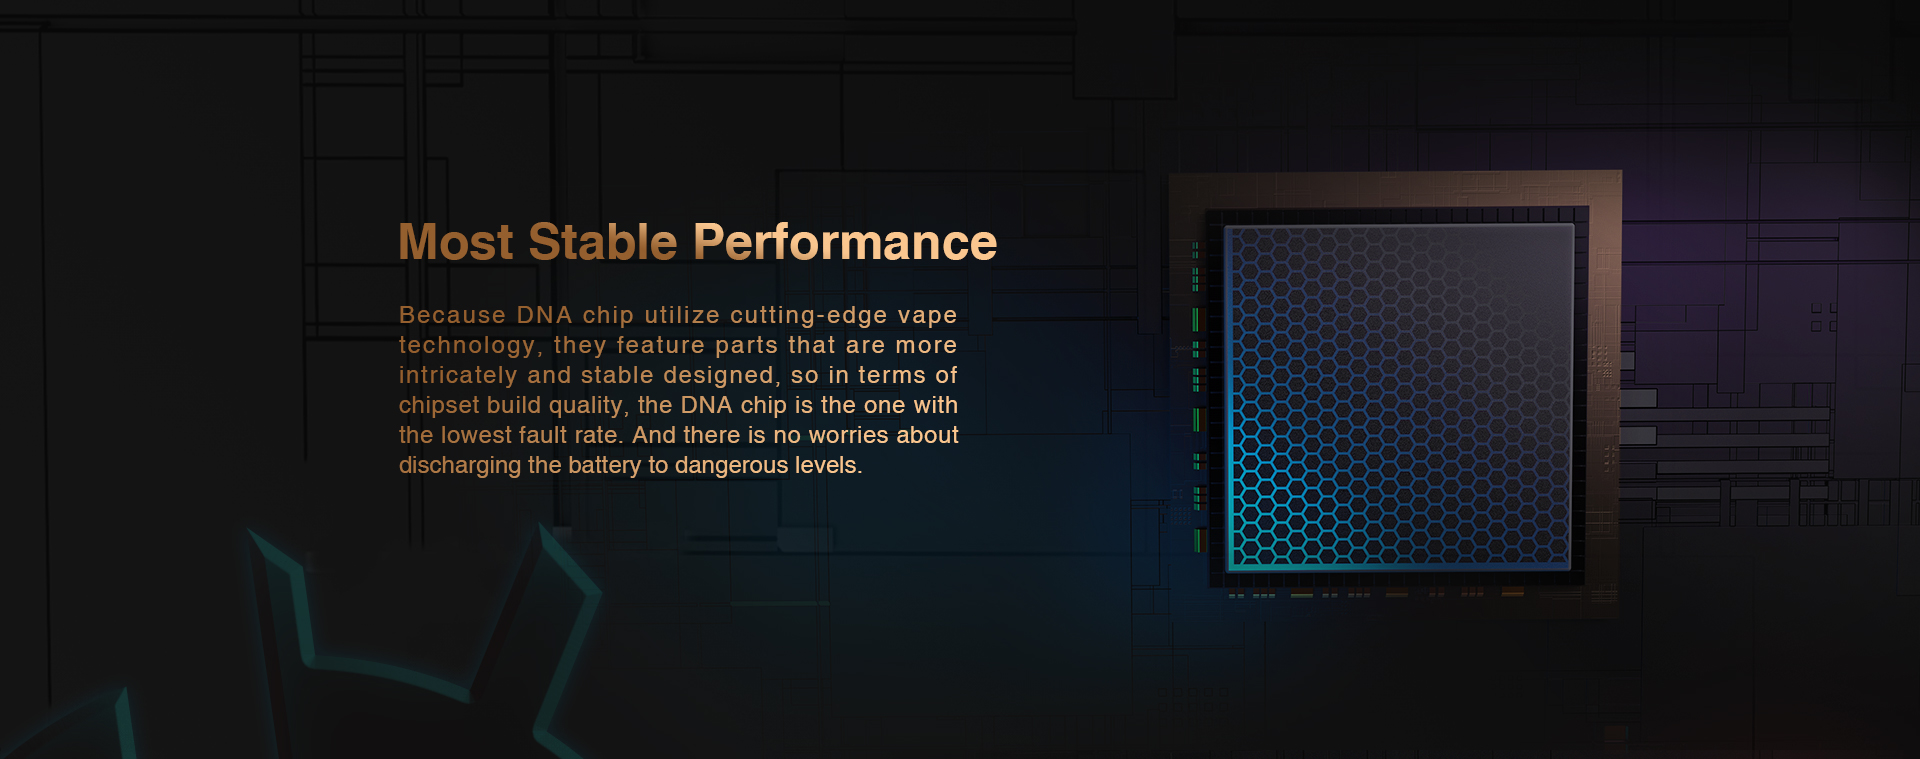 Most Stable Performance
Because DNA chip utilize cutting-edge vape
technology, they feature parts that are more
intricately and stable designed, so in terms of
chipset build quality, the DNA chip is the one with
the lowest fault rate. And there is no worries about
discharging the battery to dangerous levels.